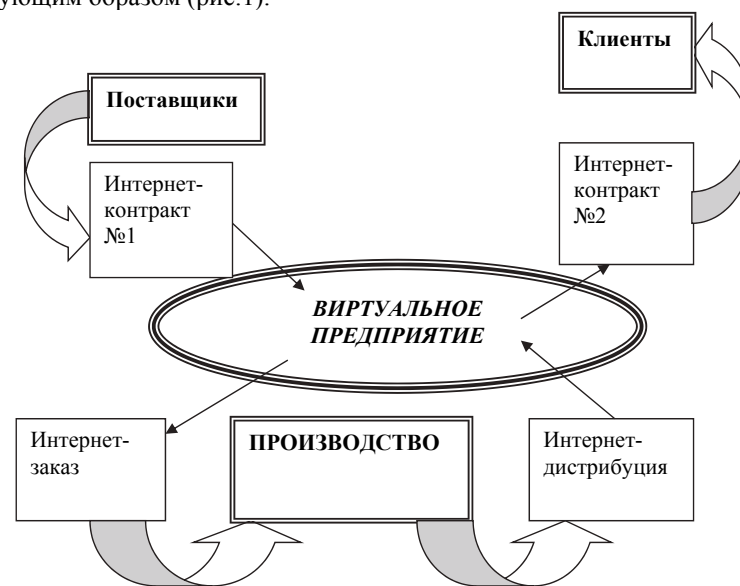 ующим образом (рис.1).
Клиенты
Поставщики
Интернет-
контракт
№1
Интернет-
контракт
№2
ВИРТУАЛЬНОЕ
ПРЕДПРИЯТИЕ
Интернет-
заказ
ПРОИЗВОДСТВО
Интернет-
дистрибуция